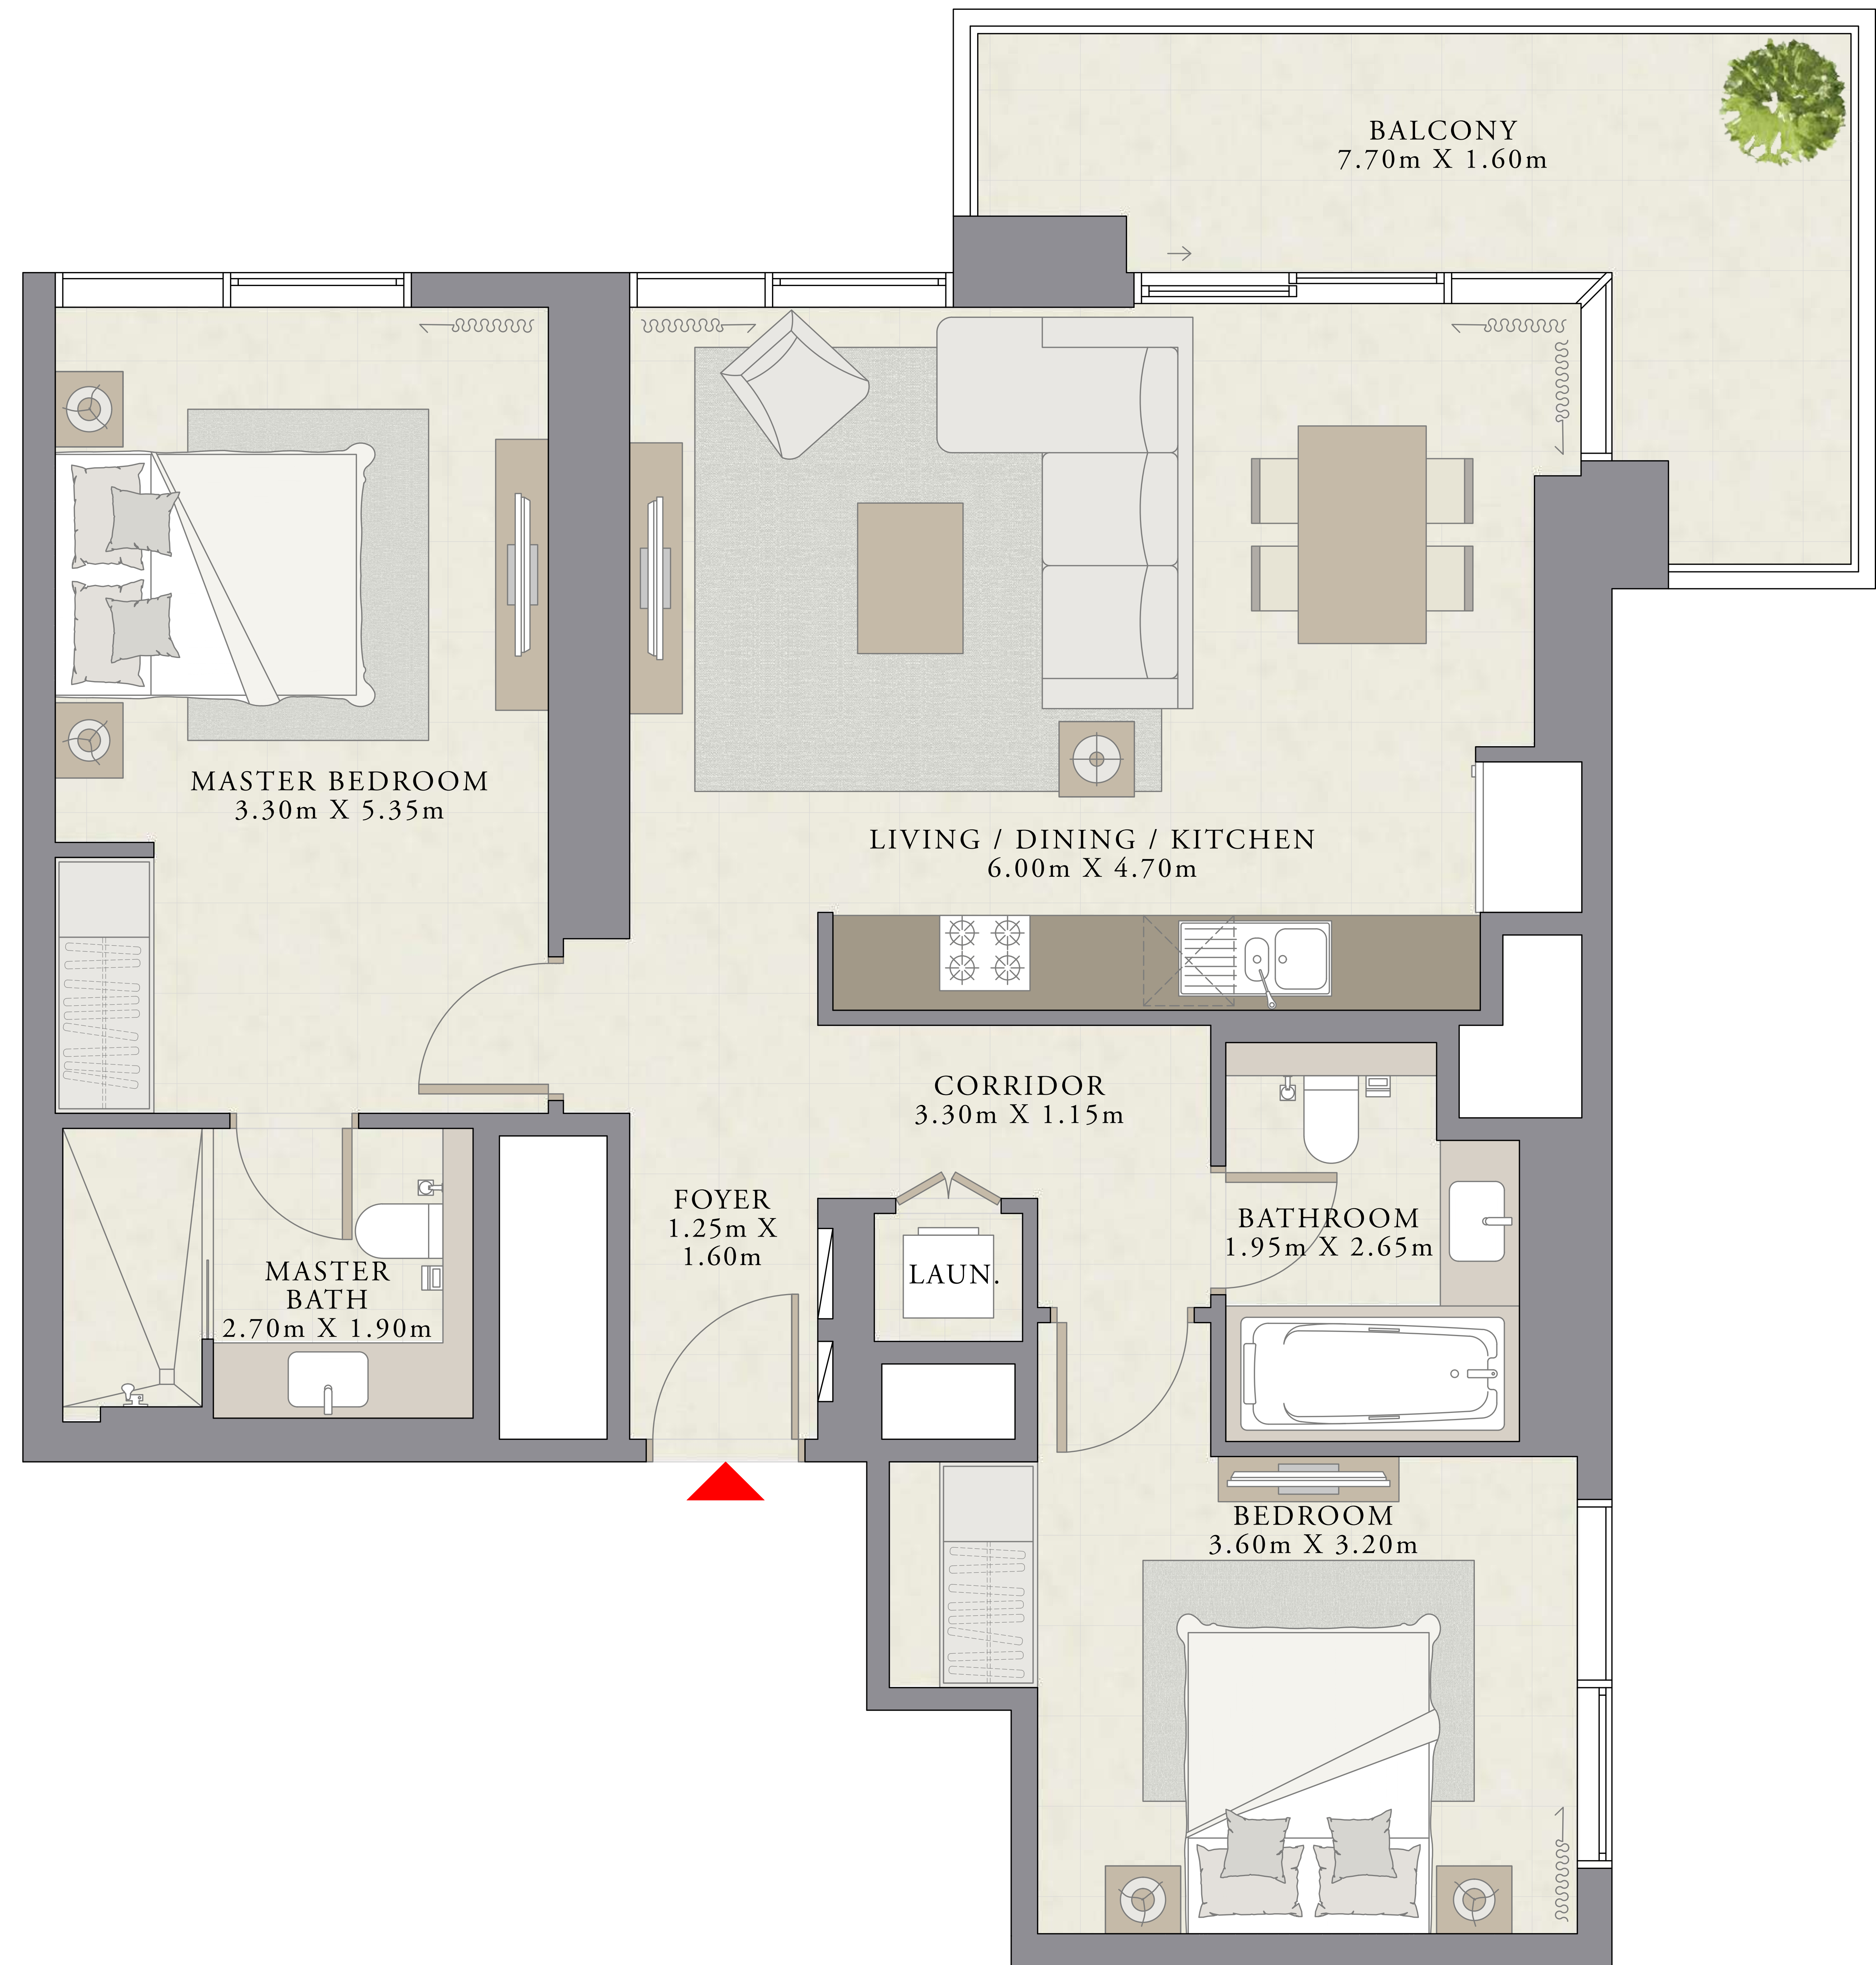 BALCONY
7.70m X 1.60m
MASTER BEDROOM
3.30m X 5.35m
LIVING / DINING / KITCHEN
6.00m X 4.70m
CORRIDOR
3.30m X 1.15m
FOYER
1.25m X
1.60m
BATHROOM
1.95m X 2.65m
LAUN.
MASTER
BATH
2.70m X 1.90m
BEDROOM
3.60m X 3.20m